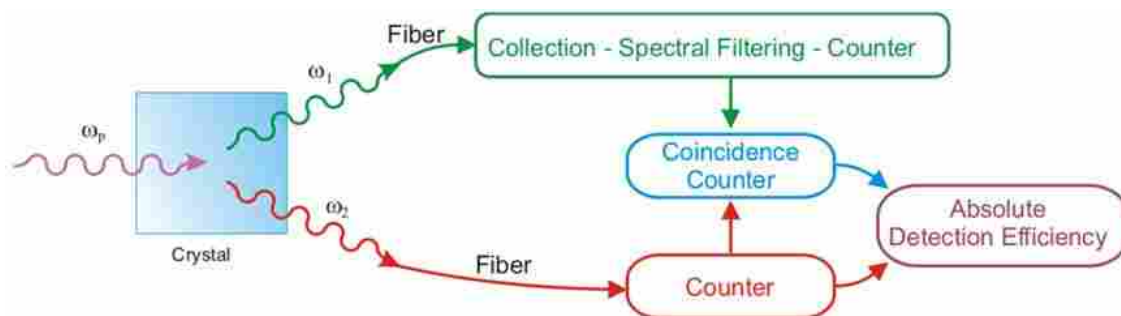 Fiber
Collection - Spectral Filtering - Counter
ω1
ωp
Coincidence
Counter
ω2
Absolute
Detection Efficiency
Crystal
Fiber
Counter